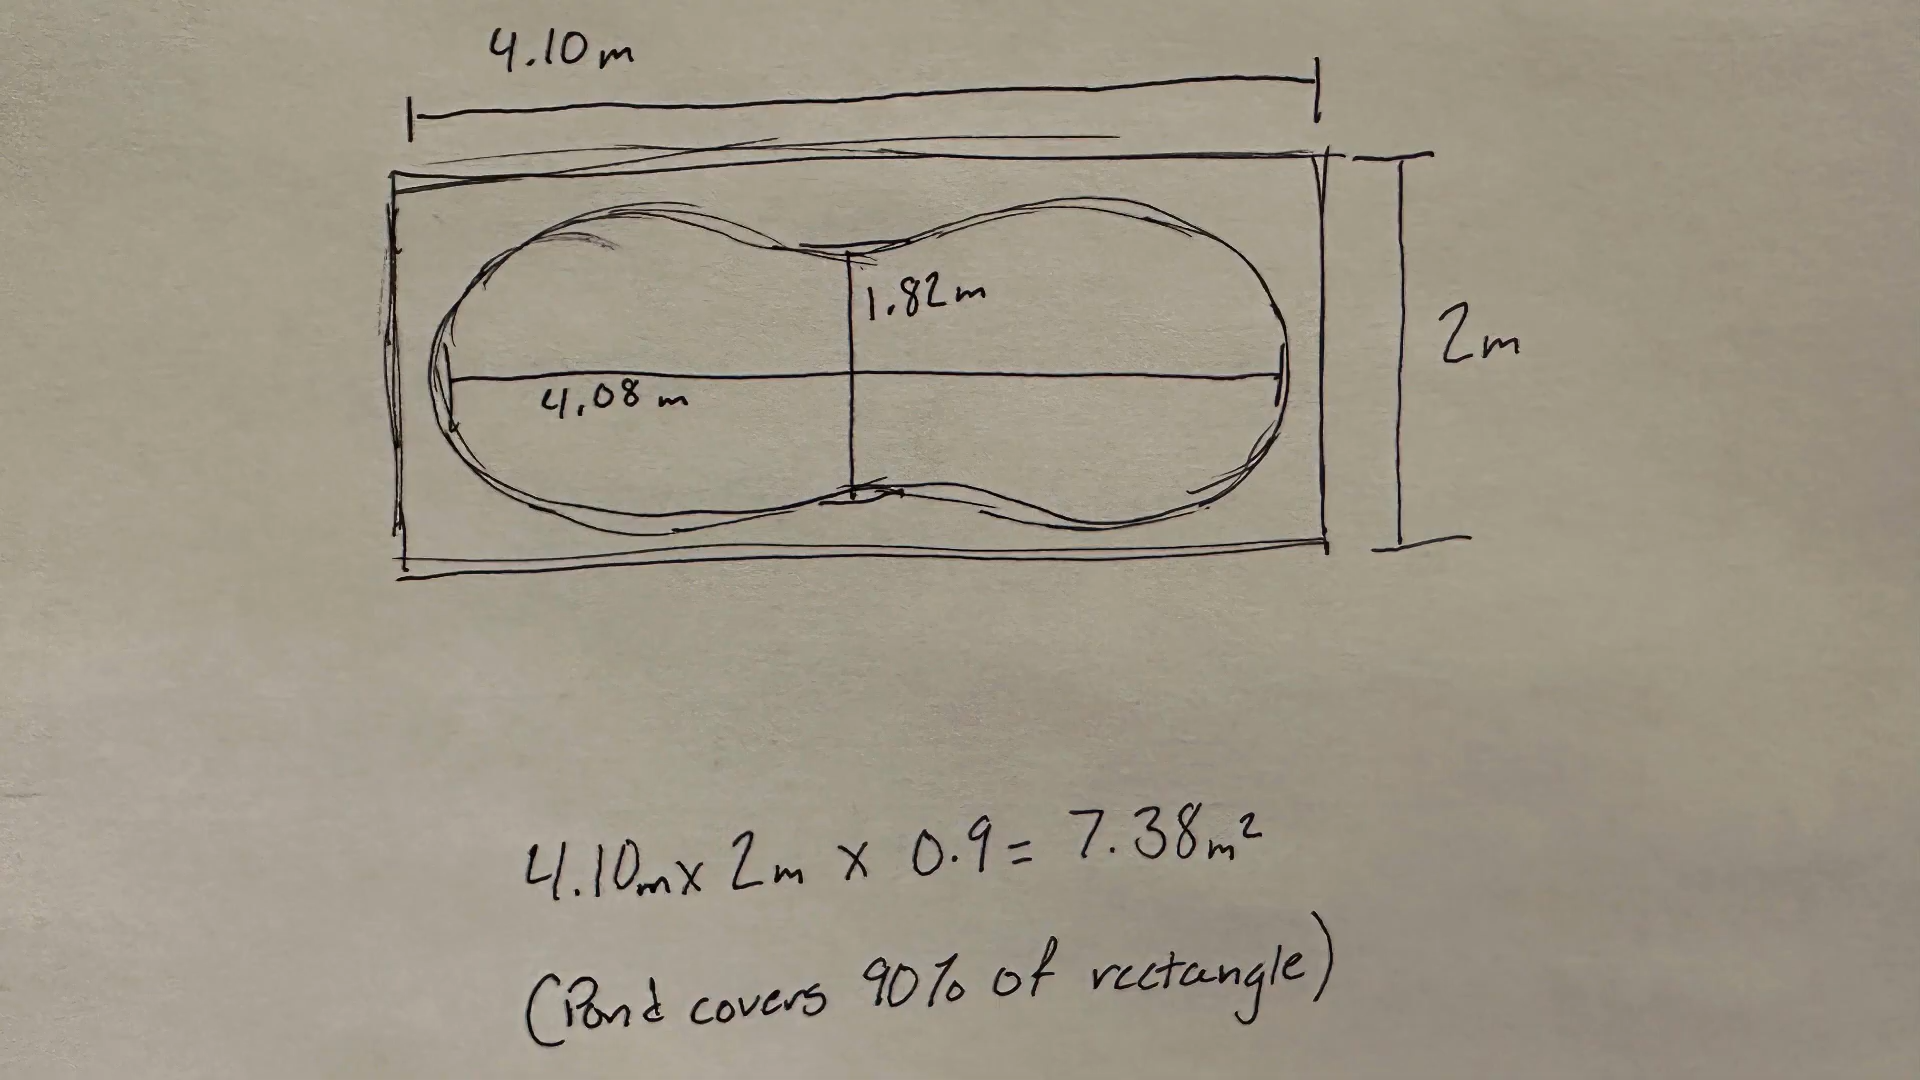 4.10m
1.82m
4.08m
2m
4.10m x 2m x 0.9 = 7.38m²
(Pond covers 90% of rectangle)